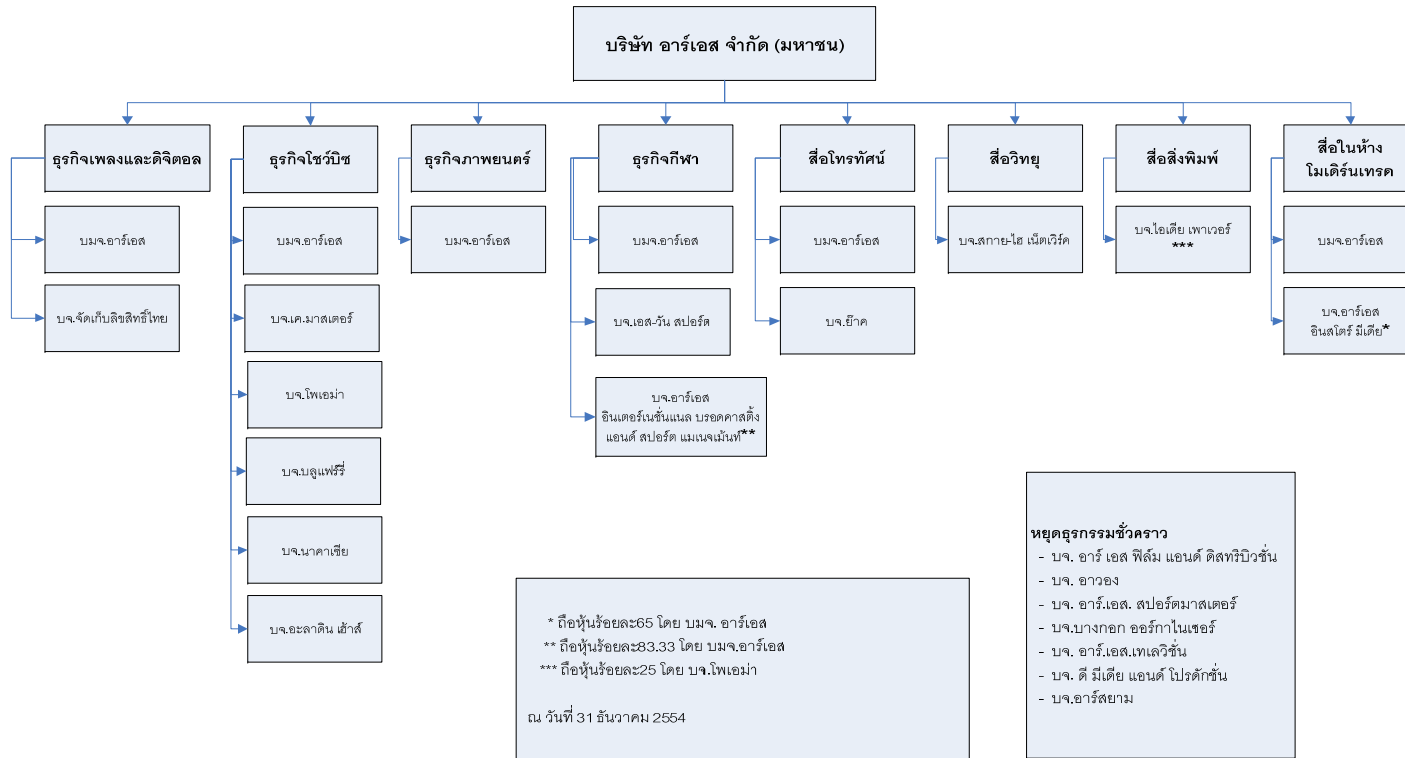 บริษัท อาร์เอส จำกัด (มหาชน)
ธุรกิจเพลงและดิจิตอล
บมจ.อาร์เอส
บจ.จัดเก็บลิขสิทธิ์ไทย
ธุรกิจโชว์บิซ
บมจ.อาร์เอส
บจ.เค.มาสเตอร์
บจ.โพเอม่า
บจ.บลูแฟร์รี่
บจ.นาคาเซีย
บจ.อะลาดิน เฮ้าส์
ธุรกิจภาพยนตร์
บมจ.อาร์เอส
ธุรกิจกีฬา
บมจ.อาร์เอส
บจ.เอส-วัน สปอร์ต
บจ.อาร์เอส
อินเตอร์เนชั่นแนล บรอดคาสติ้ง
แอนด์ สปอร์ต แมเนจเม้นท์**
สื่อโทรทัศน์
บมจ.อาร์เอส
บจ.ย๊าค
สื่อวิทยุ
บจ.สกาย-ไฮ เน็ตเวิร์ค
สื่อสิ่งพิมพ์
บจ.ไอเดีย เพาเวอร์
***
สื่อในห้าง
โมเดิร์นเทรด
บมจ.อาร์เอส
บจ.อาร์เอส
อินสโตร์ มีเดีย*
* ถือหุ้นร้อยละ65 โดย บมจ. อาร์เอส
** ถือหุ้นร้อยละ83.33 โดย บมจ.อาร์เอส
*** ถือหุ้นร้อยละ25 โดย บจ.โพเอม่า
ณ วันที่ 31 ธันวาคม 2554
หยุดธุรกรรมชั่วคราว
- บจ. อาร์ เอส ฟิล์ม แอนด์ ดิสทริบิวชั่น
- บจ. อาวอง
- บจ. อาร์.เอส. สปอร์ตมาสเตอร์
- บจ.บางกอก ออร์กาไนเซอร์
- บจ. อาร์.เอส.เทเลวิชั่น
- บจ. ดี มีเดีย แอนด์ โปรดักชั่น
- บจ.อาร์สยาม